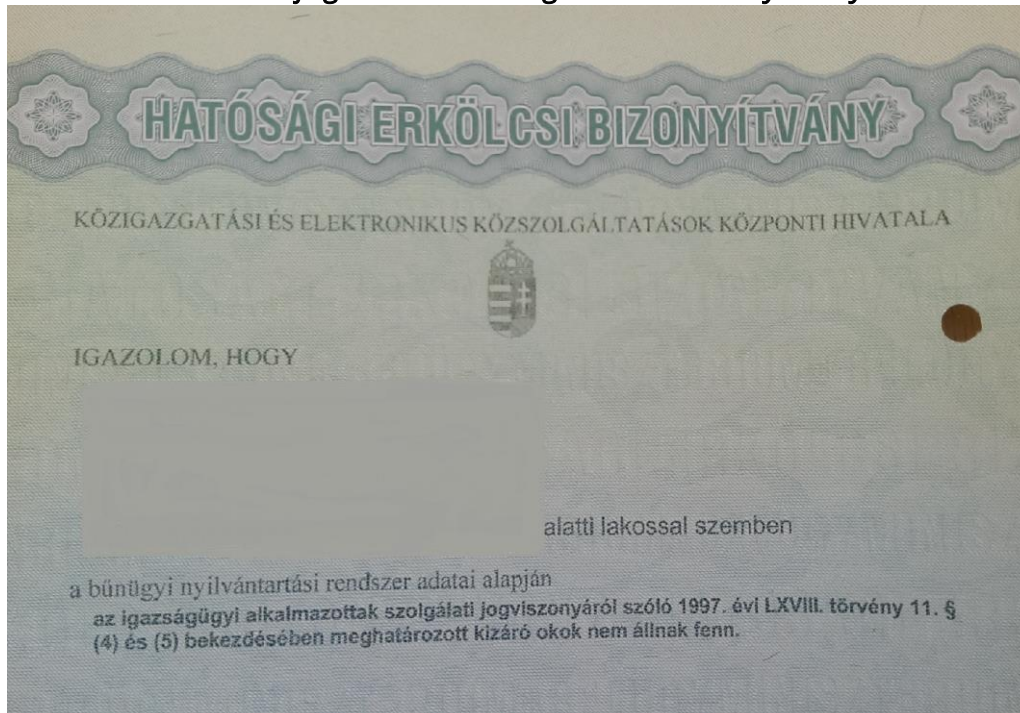 HATÓSÁGI ERKÖLCSI BIZONYÍTVÁNY
KÖZIGAZGATÁSI ÉS ELEKTRONIKUS KÖZSZOLGÁLTATÁSOK KÖZPONTI HIVATALA
IGAZOLOM, HOGY
alatti lakossal szemben
a bűnügyi nyilvántartási rendszer adatai alapján
az igazságügyi alkalmazottak szolgálati jogviszonyáról szóló 1997. évi LXVIII. törvény 11. §
(4) és (5) bekezdésében meghatározott kizáró okok nem állnak fenn.